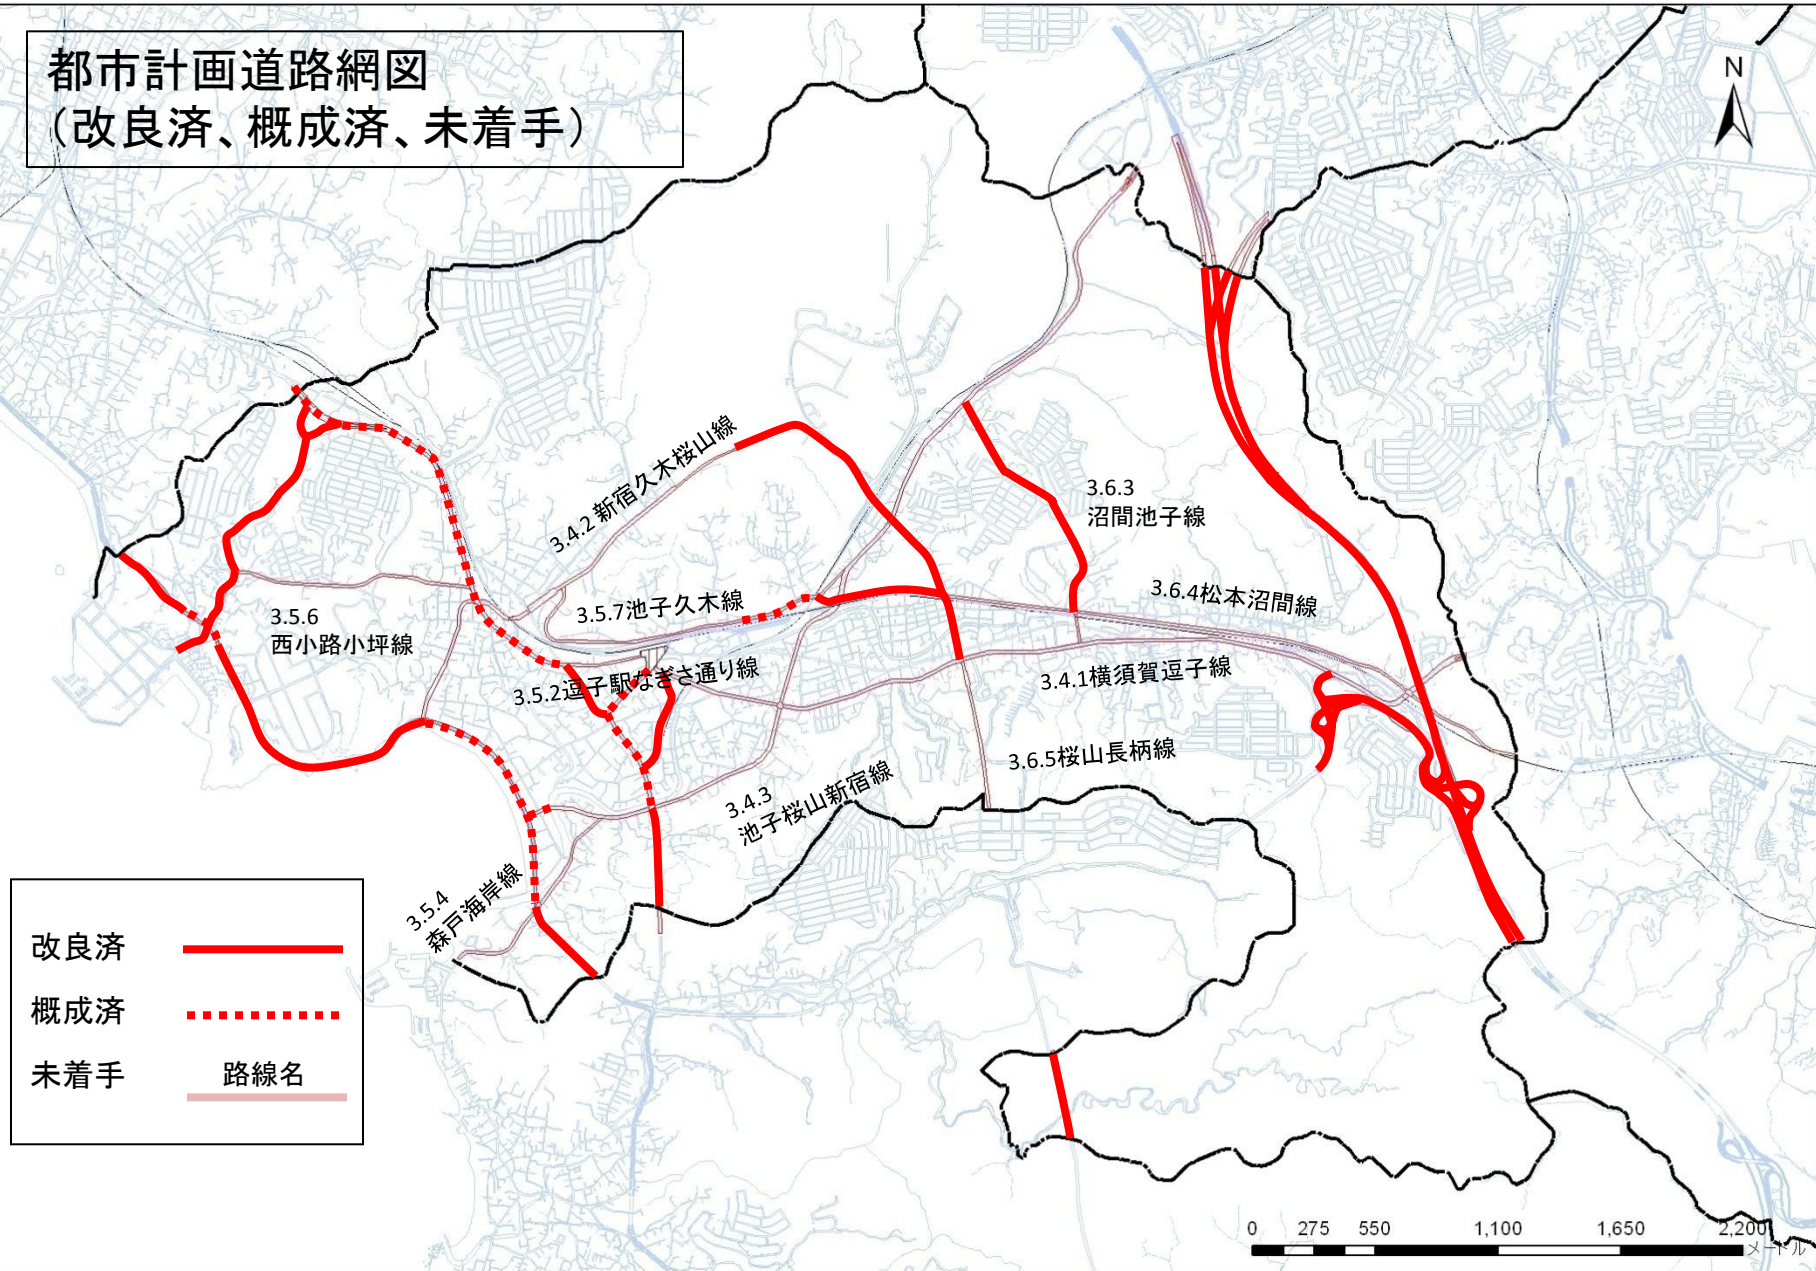 都市計画道路網図
（改良済、概成済、未着手）
N
3.4.2 新宿久木桜山線
3.6.3
沼間池子線
3.5.7池子久木線
3.6.4松本沼間線
3.5.6
西小路小坪線
3.5.2逗子駅なぎさ通り線
3.4.1横須賀逗子線
3.6.5桜山長柄線
3.4.3
池子桜山新宿線
3.5.4
森戸海岸線
改良済
概成済
未着手 路線名
0 275 550 1,100 1,650 2,200
メートル